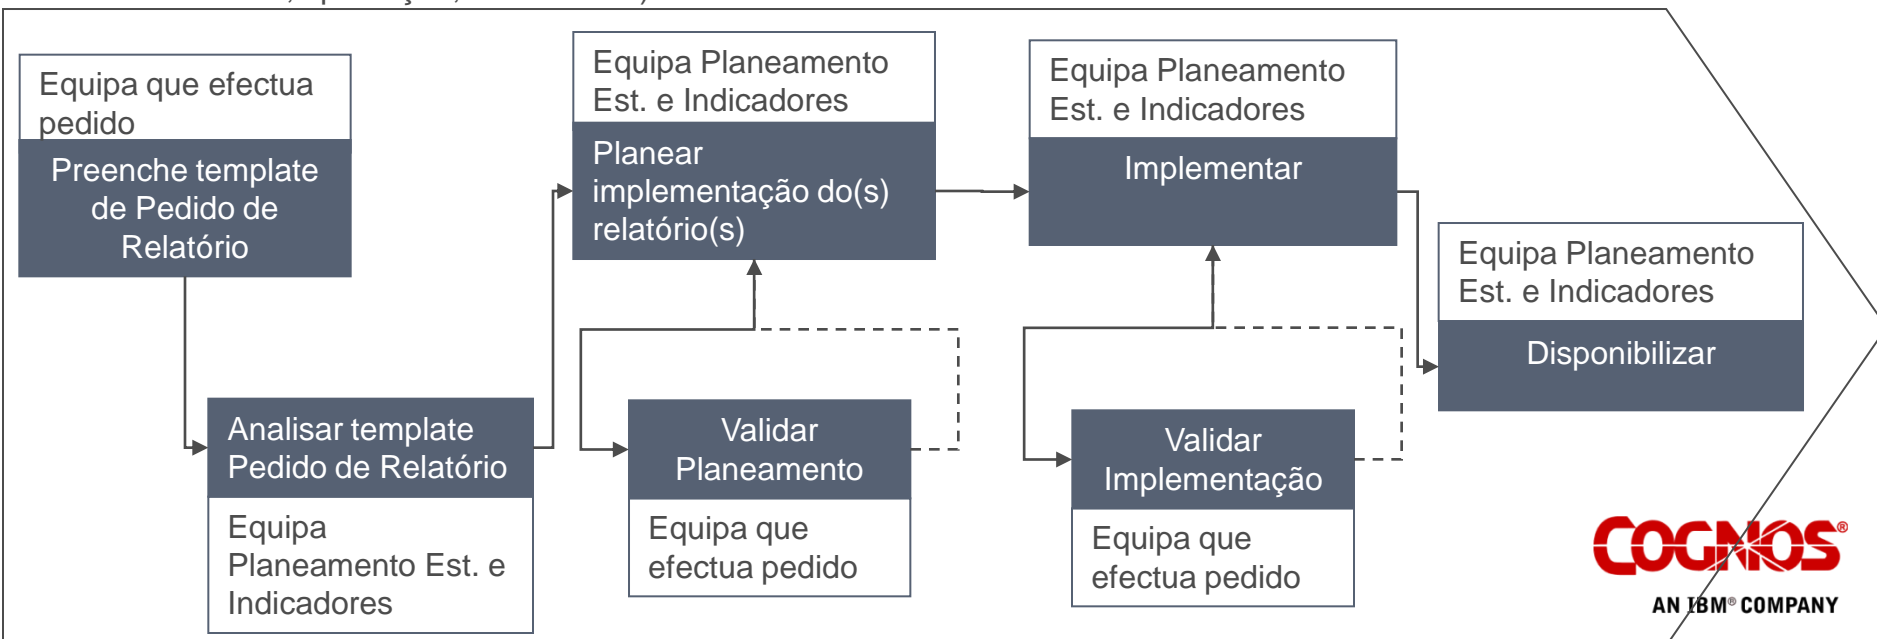 Equipa que efectua
pedido
Preenche template
de Pedido de
Relatório
Analisar template
Pedido de Relatório
Equipa
Planeamento Est. e
Indicadores
Equipa Planeamento
Est. e Indicadores
Planear
implementação do(s)
relatório(s)
Validar
Planeamento
Equipa que
efectua pedido
Equipa Planeamento
Est. e Indicadores
Implementar
Validar
Implementação
Equipa que
efectua pedido
Equipa Planeamento
Est. e Indicadores
Disponibilizar
COGNOS®
AN IBM® COMPANY